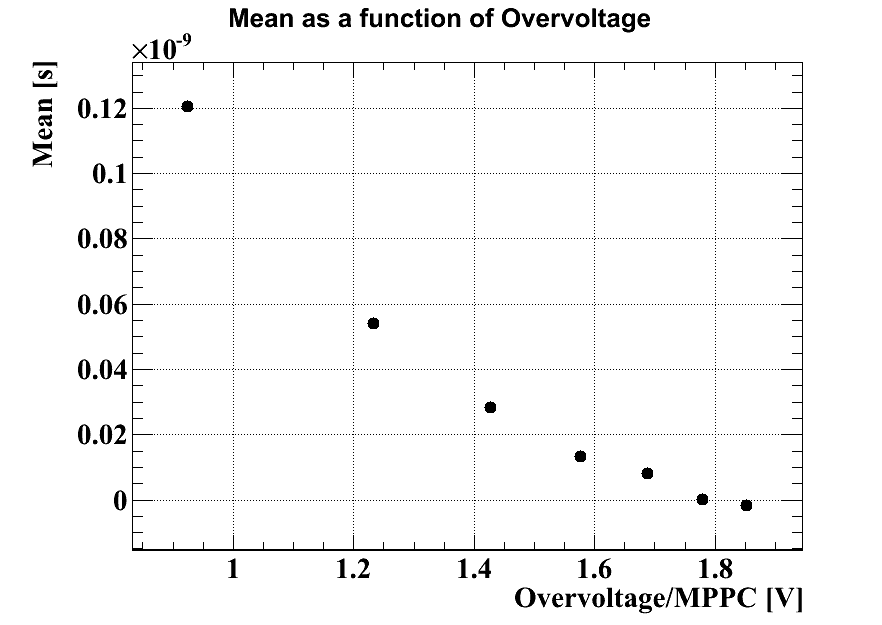 Mean as a function of Overvoltage
×10-9
Mean [s]
0.12
0.1
0.08
0.06
0.04
0.02
0
1 1.2 1.4 1.6 1.8
Overvoltage/MPPC [V]